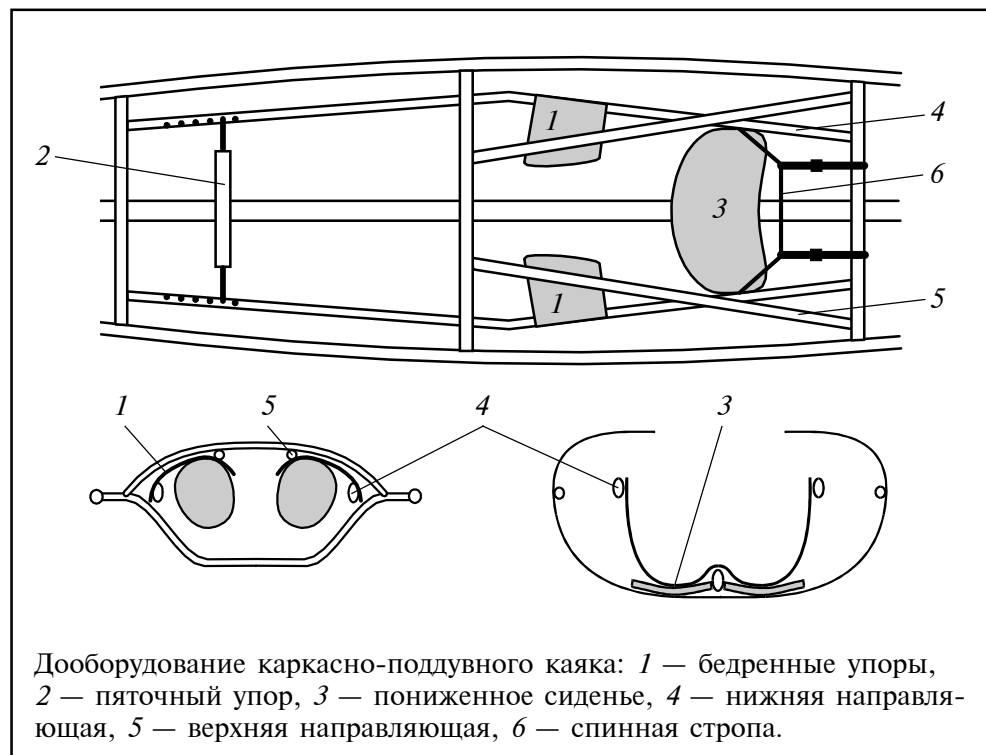 1
4
2
6
3
1
5
1 5 4 3
Дооборудование каркасно-поддувного каяка: 1 — бедренные упоры,
2 — пяточный упор, 3 — пониженное сиденье, 4 — нижняя направля-
ющая, 5 — верхняя направляющая, 6 — спинная стропа.